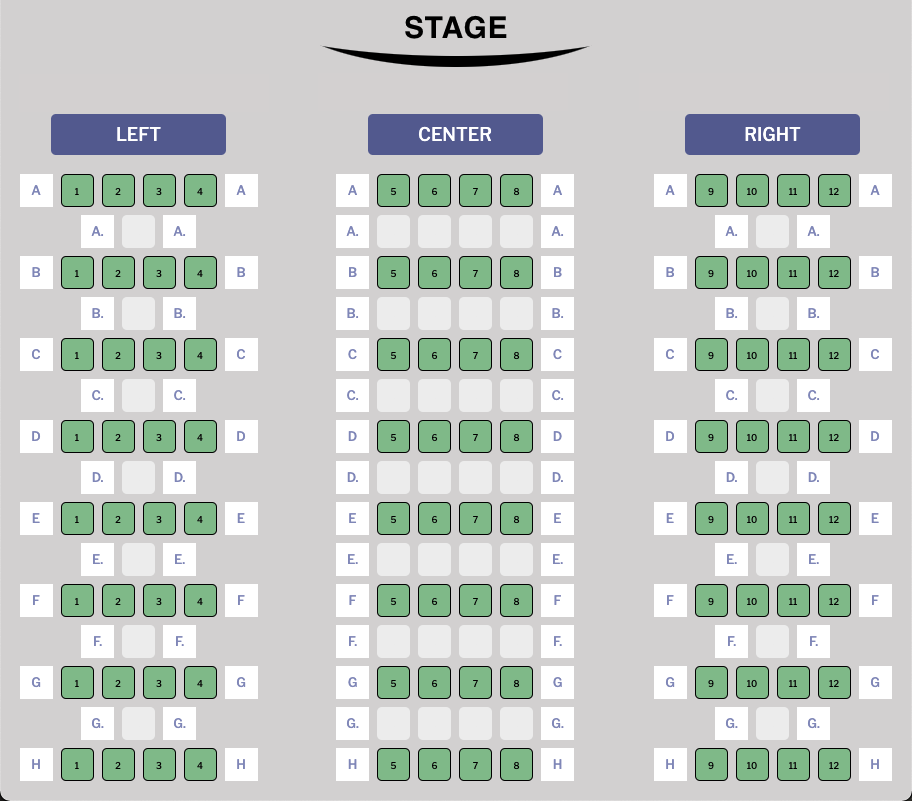 STAGE
LEFT CENTER RIGHT
A 1 2 3 4 A A 5 6 7 8 A A 9 10 11 12 A
A. A. A. A. A. A.
B 1 2 3 4 B B 5 6 7 8 B B 9 10 11 12 B
B. B. B. B. B. B.
C 1 2 3 4 C C 5 6 7 8 C C 9 10 11 12 C
C. C. C. C. C. C.
D 1 2 3 4 D D 5 6 7 8 D D 9 10 11 12 D
D. D. D. D. D. D.
E 1 2 3 4 E E 5 6 7 8 E E 9 10 11 12 E
E. E. E. E. E. E.
F 1 2 3 4 F F 5 6 7 8 F F 9 10 11 12 F
F. F. F. F. F. F.
G 1 2 3 4 G G 5 6 7 8 G G 9 10 11 12 G
G. G. G. G. G. G.
H 1 2 3 4 H H 5 6 7 8 H H 9 10 11 12 H